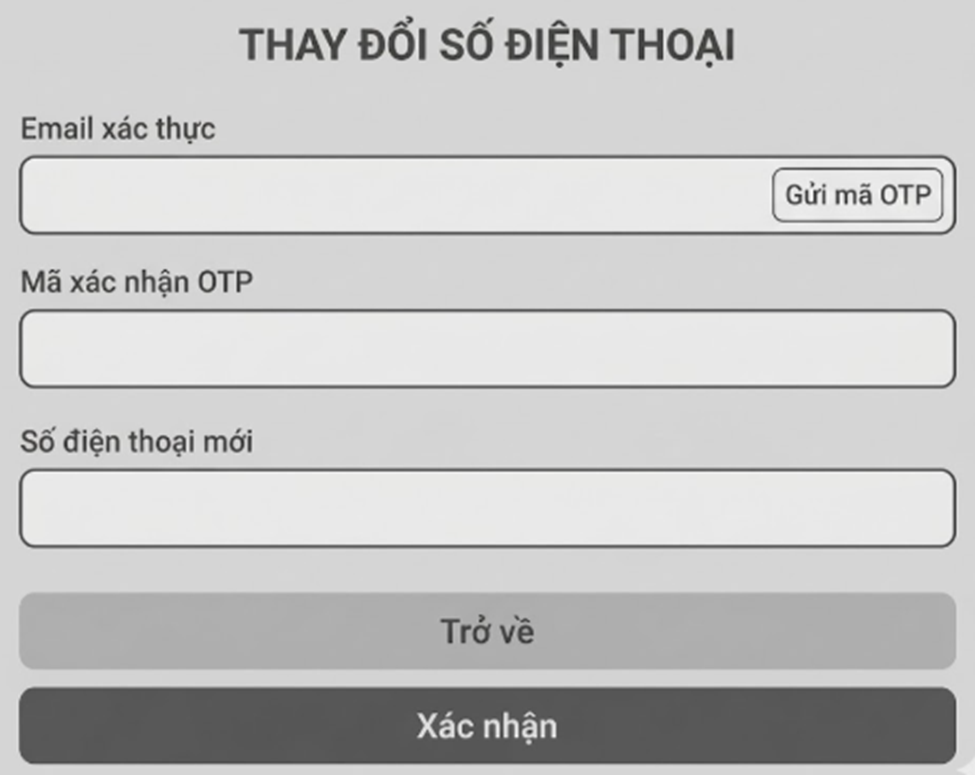 THAY ĐỔI SỐ ĐIỆN THOẠI
Email xác thực
Gửi mã OTP
Mã xác nhận OTP
Số điện thoại mới
Trở về
Xác nhận